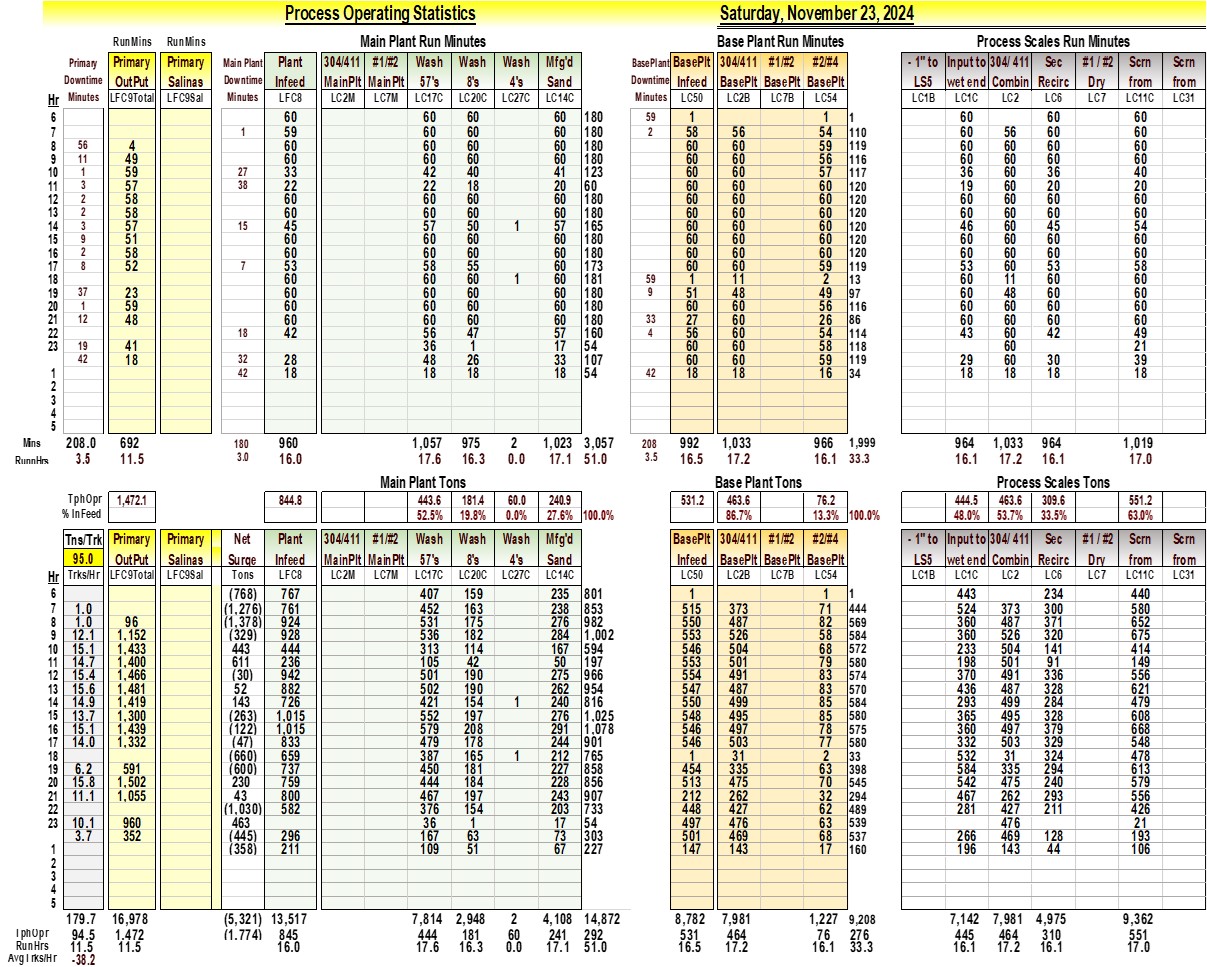 Process Operating Statistics Saturday, November 23, 2024
RunMins RunMins Main Plant Run Minutes Base Plant Run Minutes Process Scales Run Minutes
Primary Primary Primary Main Plant Plant 304/411 #1/#2 Wash Wash Wash Mfg'd BasePlant BasePlt 304/411 #1/#2 #2/#4 - 1" to Input to 304/ 411 Sec #1 / #2 Scrn Scrn
Downtime OutPut Salinas Downtime Infeed MainPlt MainPlt 57's 8's 4's Sand Downtime Infeed BasePlt BasePlt BasePlt LS5 wet end Combin Recirc Dry from from
Hr Minutes LFC9Total LFC9Sal Minutes LFC8 LC2M LC7M LC17C LC20C LC27C LC14C Minutes LC50 LC2B LC7B LC54 LC1B LC1C LC2 LC6 LC7 LC11C LC31
6 60 60 60 60 180 59 1 1 1 60 60 60
7 1 59 60 60 60 180 2 58 56 54 110 60 56 60 60
8 56 4 60 60 60 60 180 60 60 59 119 60 60 60 60
9 11 49 60 60 60 60 180 60 60 56 116 60 60 60 60
10 1 59 27 33 42 40 41 123 60 60 57 117 36 60 36 40
11 3 57 38 22 22 18 20 60 60 60 60 120 19 60 20 20
12 2 58 60 60 60 60 180 60 60 60 120 60 60 60 60
13 2 58 60 60 60 60 180 60 60 60 120 60 60 60 60
14 3 57 15 45 57 50 1 57 165 60 60 60 120 46 60 45 54
15 9 51 60 60 60 60 180 60 60 60 120 60 60 60 60
16 2 58 60 60 60 60 180 60 60 60 120 60 60 60 60
17 8 52 7 53 58 55 60 173 60 60 59 119 53 60 53 58
18 60 60 60 1 60 181 59 1 11 2 13 60 11 60 60
19 37 23 60 60 60 60 180 9 51 48 49 97 60 48 60 60
20 1 59 60 60 60 60 180 60 60 56 116 60 60 60 60
21 12 48 60 60 60 60 180 33 27 60 26 86 60 60 60 60
22 18 42 56 47 57 160 4 56 60 54 114 43 60 42 49
23 19 41 36 1 17 54 60 60 58 118 60 21
42 18 32 28 48 26 33 107 60 60 59 119 29 60 30 39
1 42 18 18 18 18 54 42 18 18 16 34 18 18 18 18
2
3
4
5
Mins 208.0 692 180 960 1,057 975 2 1,023 3,057 208 992 1,033 966 1,999 964 1,033 964 1,019
RunnHrs 3.5 11.5 3.0 16.0 17.6 16.3 0.0 17.1 51.0 3.5 16.5 17.2 16.1 33.3 16.1 17.2 16.1 17.0
Main Plant Tons Base Plant Tons Process Scales Tons
TphOpr 1,472.1 844.8 443.6 181.4 60.0 240.9 531.2 463.6 76.2 444.5 463.6 309.6 551.2
% InFeed 52.5% 19.8% 0.0% 27.6% 100.0% 86.7% 13.3% 100.0% 48.0% 53.7% 33.5% 63.0%
Tns/Trk Primary Primary Net Plant 304/411 #1/#2 Wash Wash Wash Mfg'd BasePlt 304/411 #1/#2 #2/#4 - 1" to Input to 304/ 411 Sec #1 / #2 Scrn Scrn
95.0 OutPut Salinas Surge Infeed MainPlt MainPlt 57's 8's 4's Sand Infeed BasePlt BasePlt BasePlt LS5 wet end Combin Recirc Dry from from
Hr Trks/Hr LFC9Total LFC9Sal Tons LFC8 LC2M LC7M LC17C LC20C LC27C LC14C LC50 LC2B LC7B LC54 LC1B LC1C LC2 LC6 LC7 LC11C LC31
6 (768) 767 407 159 235 801 1 1 1 443 234 440
7 1.0 (1,276) 761 452 163 238 853 515 373 71 444 524 373 300 580
8 1.0 96 (1,378) 924 531 175 276 982 550 487 82 569 360 487 371 652
9 12.1 1,152 (329) 928 536 182 284 1,002 553 526 58 584 360 526 320 675
10 15.1 1,433 443 444 313 114 167 594 546 504 68 572 233 504 141 414
11 14.7 1,400 611 236 105 42 50 197 553 501 79 580 198 501 91 149
12 15.4 1,466 (30) 942 501 190 275 966 554 491 83 574 370 491 336 556
13 15.6 1,481 52 882 502 190 262 954 547 487 83 570 436 487 328 621
14 14.9 1,419 143 726 421 154 1 240 816 550 499 85 584 293 499 284 479
15 13.7 1,300 (263) 1,015 552 197 276 1,025 548 495 85 580 365 495 328 608
16 15.1 1,439 (122) 1,015 579 208 291 1,078 546 497 78 575 360 497 379 668
17 14.0 1,332 (47) 833 479 178 244 901 546 503 77 580 332 503 329 548
18 (660) 659 387 165 1 212 765 1 31 2 33 532 31 324 478
19 6.2 591 (600) 737 450 181 227 858 454 335 63 398 584 335 294 613
20 15.8 1,502 230 759 444 184 228 856 513 475 70 545 542 475 240 579
21 11.1 1,055 43 800 467 197 243 907 212 262 32 294 467 262 293 556
22 (1,030) 582 376 154 203 733 448 427 62 489 281 427 211 426
23 10.1 960 463 36 1 17 54 497 476 63 539 476 21
3.7 352 (445) 296 167 63 73 303 501 469 68 537 266 469 128 193
1 (358) 211 109 51 67 227 147 143 17 160 196 143 44 106
2
3
4
5
179.7 16,978 (5,321) 13,517 7,814 2,948 2 4,108 14,872 8,782 7,981 1,227 9,208 7,142 7,981 4,975 9,362
TphOpr 94.5 1,472 (1,774) 845 444 181 60 241 292 531 464 76 276 445 464 310 551
RunHrs 11.5 11.5 16.0 17.6 16.3 0.0 17.1 51.0 16.5 17.2 16.1 33.3 16.1 17.2 16.1 17.0
AvgTrks/Hr -38.2